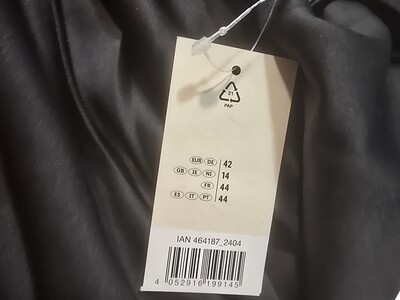 21
PAP
EUR DE 42
GB IE NI 14
FR 44
ES IT PT 44
IAN 464187_2404
4 052916 199145